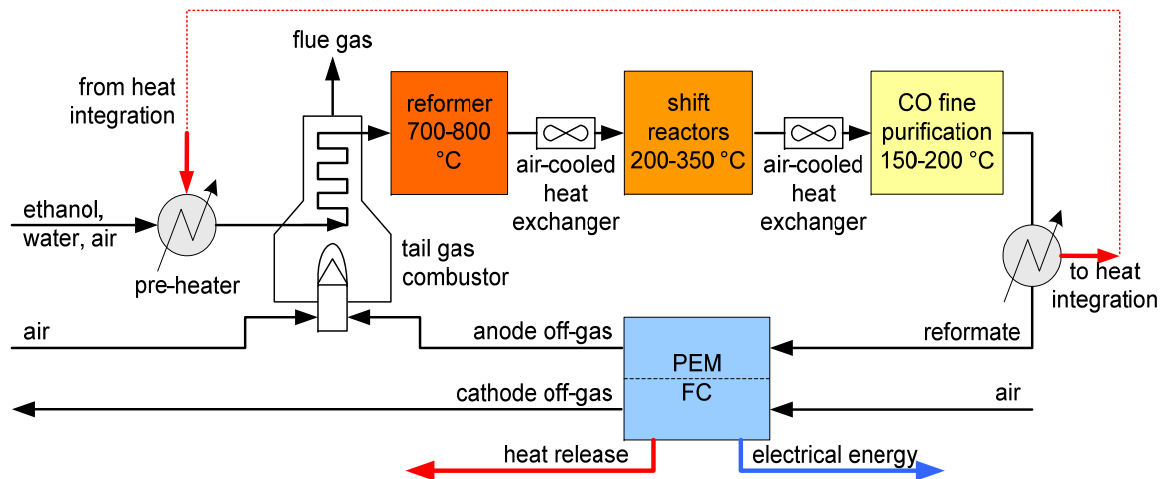 flue gas
from heat
integration
reformer
700-800
°C
shift
reactors
200-350 °C
CO fine
purification
150-200 °C
air-cooled
heat
exchanger
air-cooled
heat
exchanger
ethanol,
water, air
pre-heater
tail gas
combustor
to heat
integration
air
anode off-gas
PEM
FC
reformate
cathode off-gas
air
heat release
electrical energy